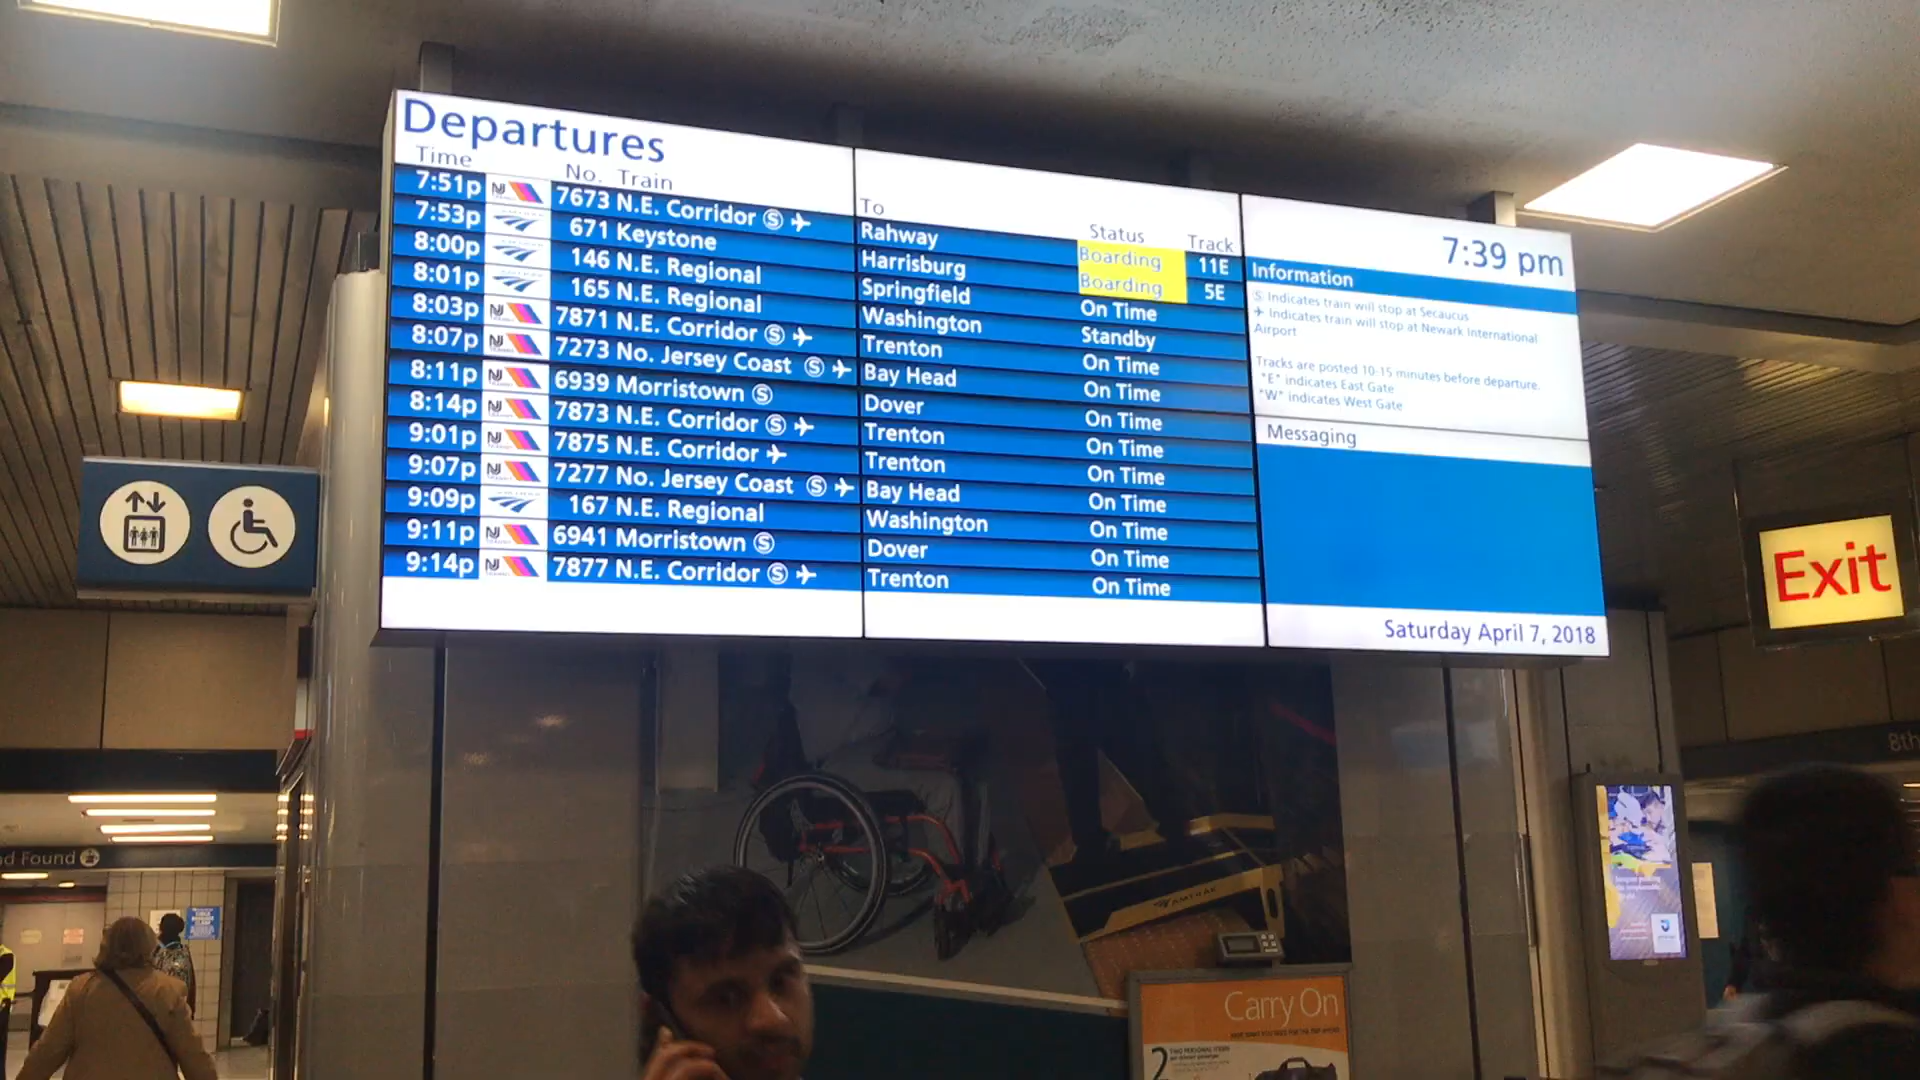 Departures
Time No. Train To Status Track
7:51p 7673 N.E. Corridor Ⓢ ✈ Rahway Boarding 11E
7:53p 671 Keystone Harrisburg Boarding 5E
8:00p 146 N.E. Regional Springfield On Time
8:01p 165 N.E. Regional Washington Standby
8:03p 7871 N.E. Corridor Ⓢ ✈ Trenton On Time
8:07p 7273 No. Jersey Coast Ⓢ ✈ Bay Head On Time
8:11p 6939 Morristown Ⓢ Dover On Time
8:14p 7873 N.E. Corridor Ⓢ ✈ Trenton On Time
9:01p 7875 N.E. Corridor ✈ Trenton On Time
9:07p 7277 No. Jersey Coast Ⓢ ✈ Bay Head On Time
9:09p 167 N.E. Regional Washington On Time
9:11p 6941 Morristown Ⓢ Dover On Time
9:14p 7877 N.E. Corridor Ⓢ ✈ Trenton On Time
7:39 pm
Information
Ⓢ Indicates train will stop at Secaucus
✈ Indicates train will stop at Newark International
Airport
Tracks are posted 10-15 minutes before departure.
"E" indicates East Gate
"W" indicates West Gate
Messaging
Saturday April 7, 2018
Exit
8th
d Found
AMTRAK
Carry On
2 TWO PERSONAL ITEMS